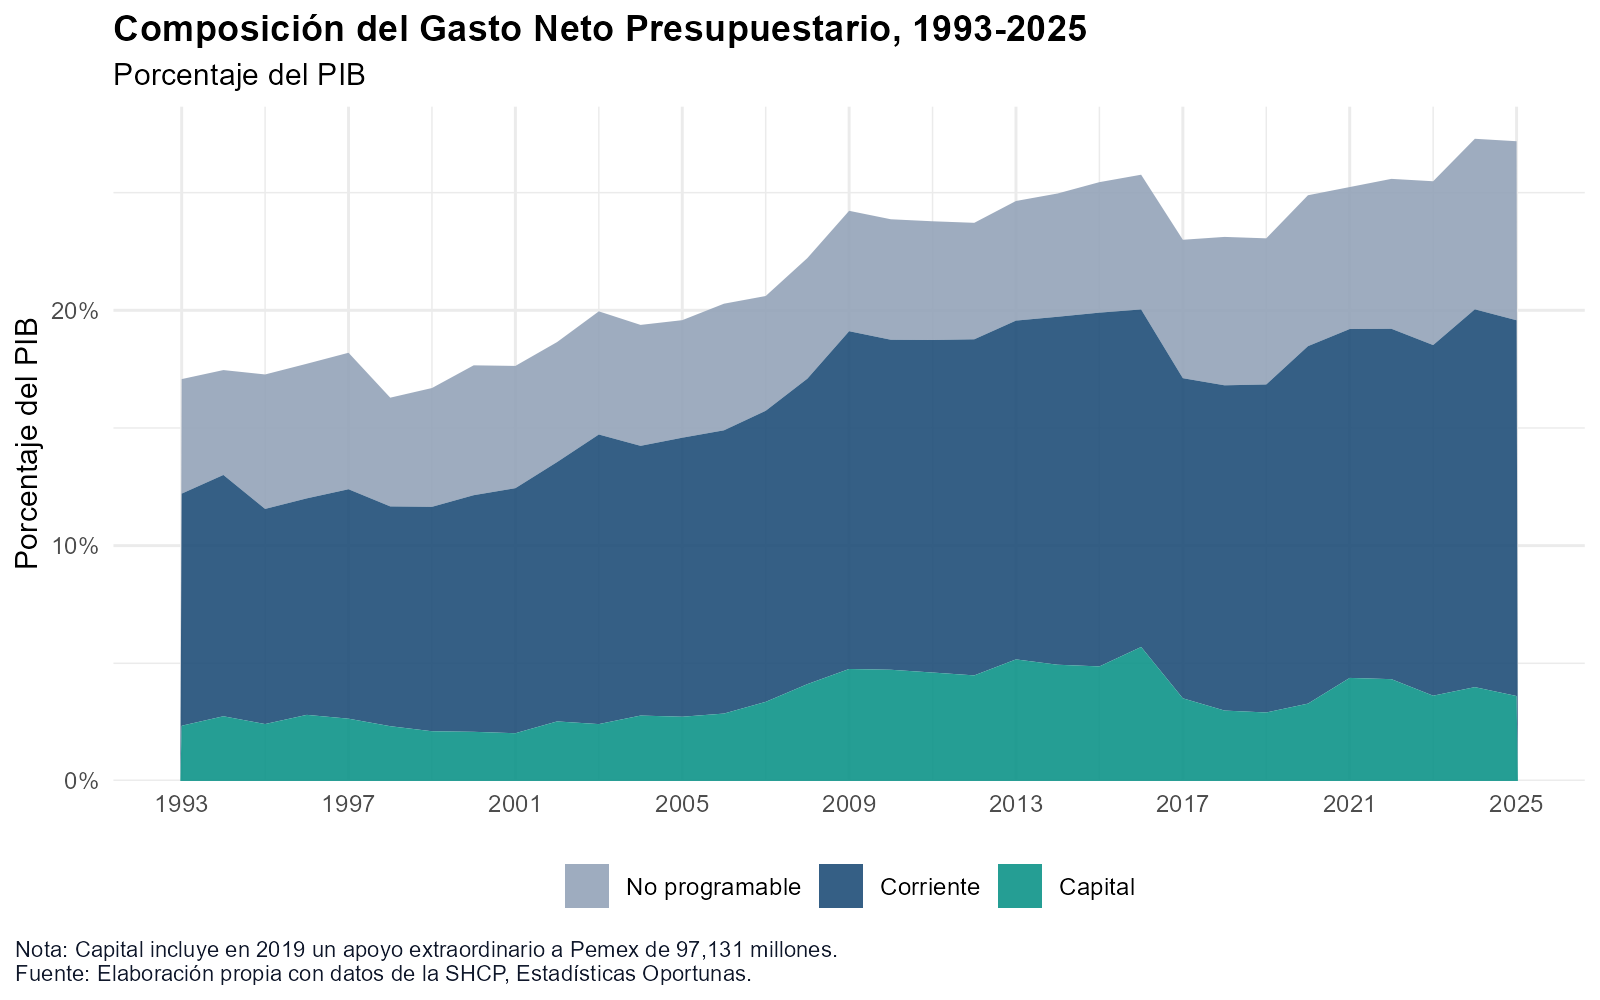 Composición del Gasto Neto Presupuestario, 1993-2025
Porcentaje del PIB
Porcentaje del PIB
20%
10%
0%
1993 1997 2001 2005 2009 2013 2017 2021 2025
No programable Corriente Capital
Nota: Capital incluye en 2019 un apoyo extraordinario a Pemex de 97,131 millones.
Fuente: Elaboración propia con datos de la SHCP, Estadísticas Oportunas.